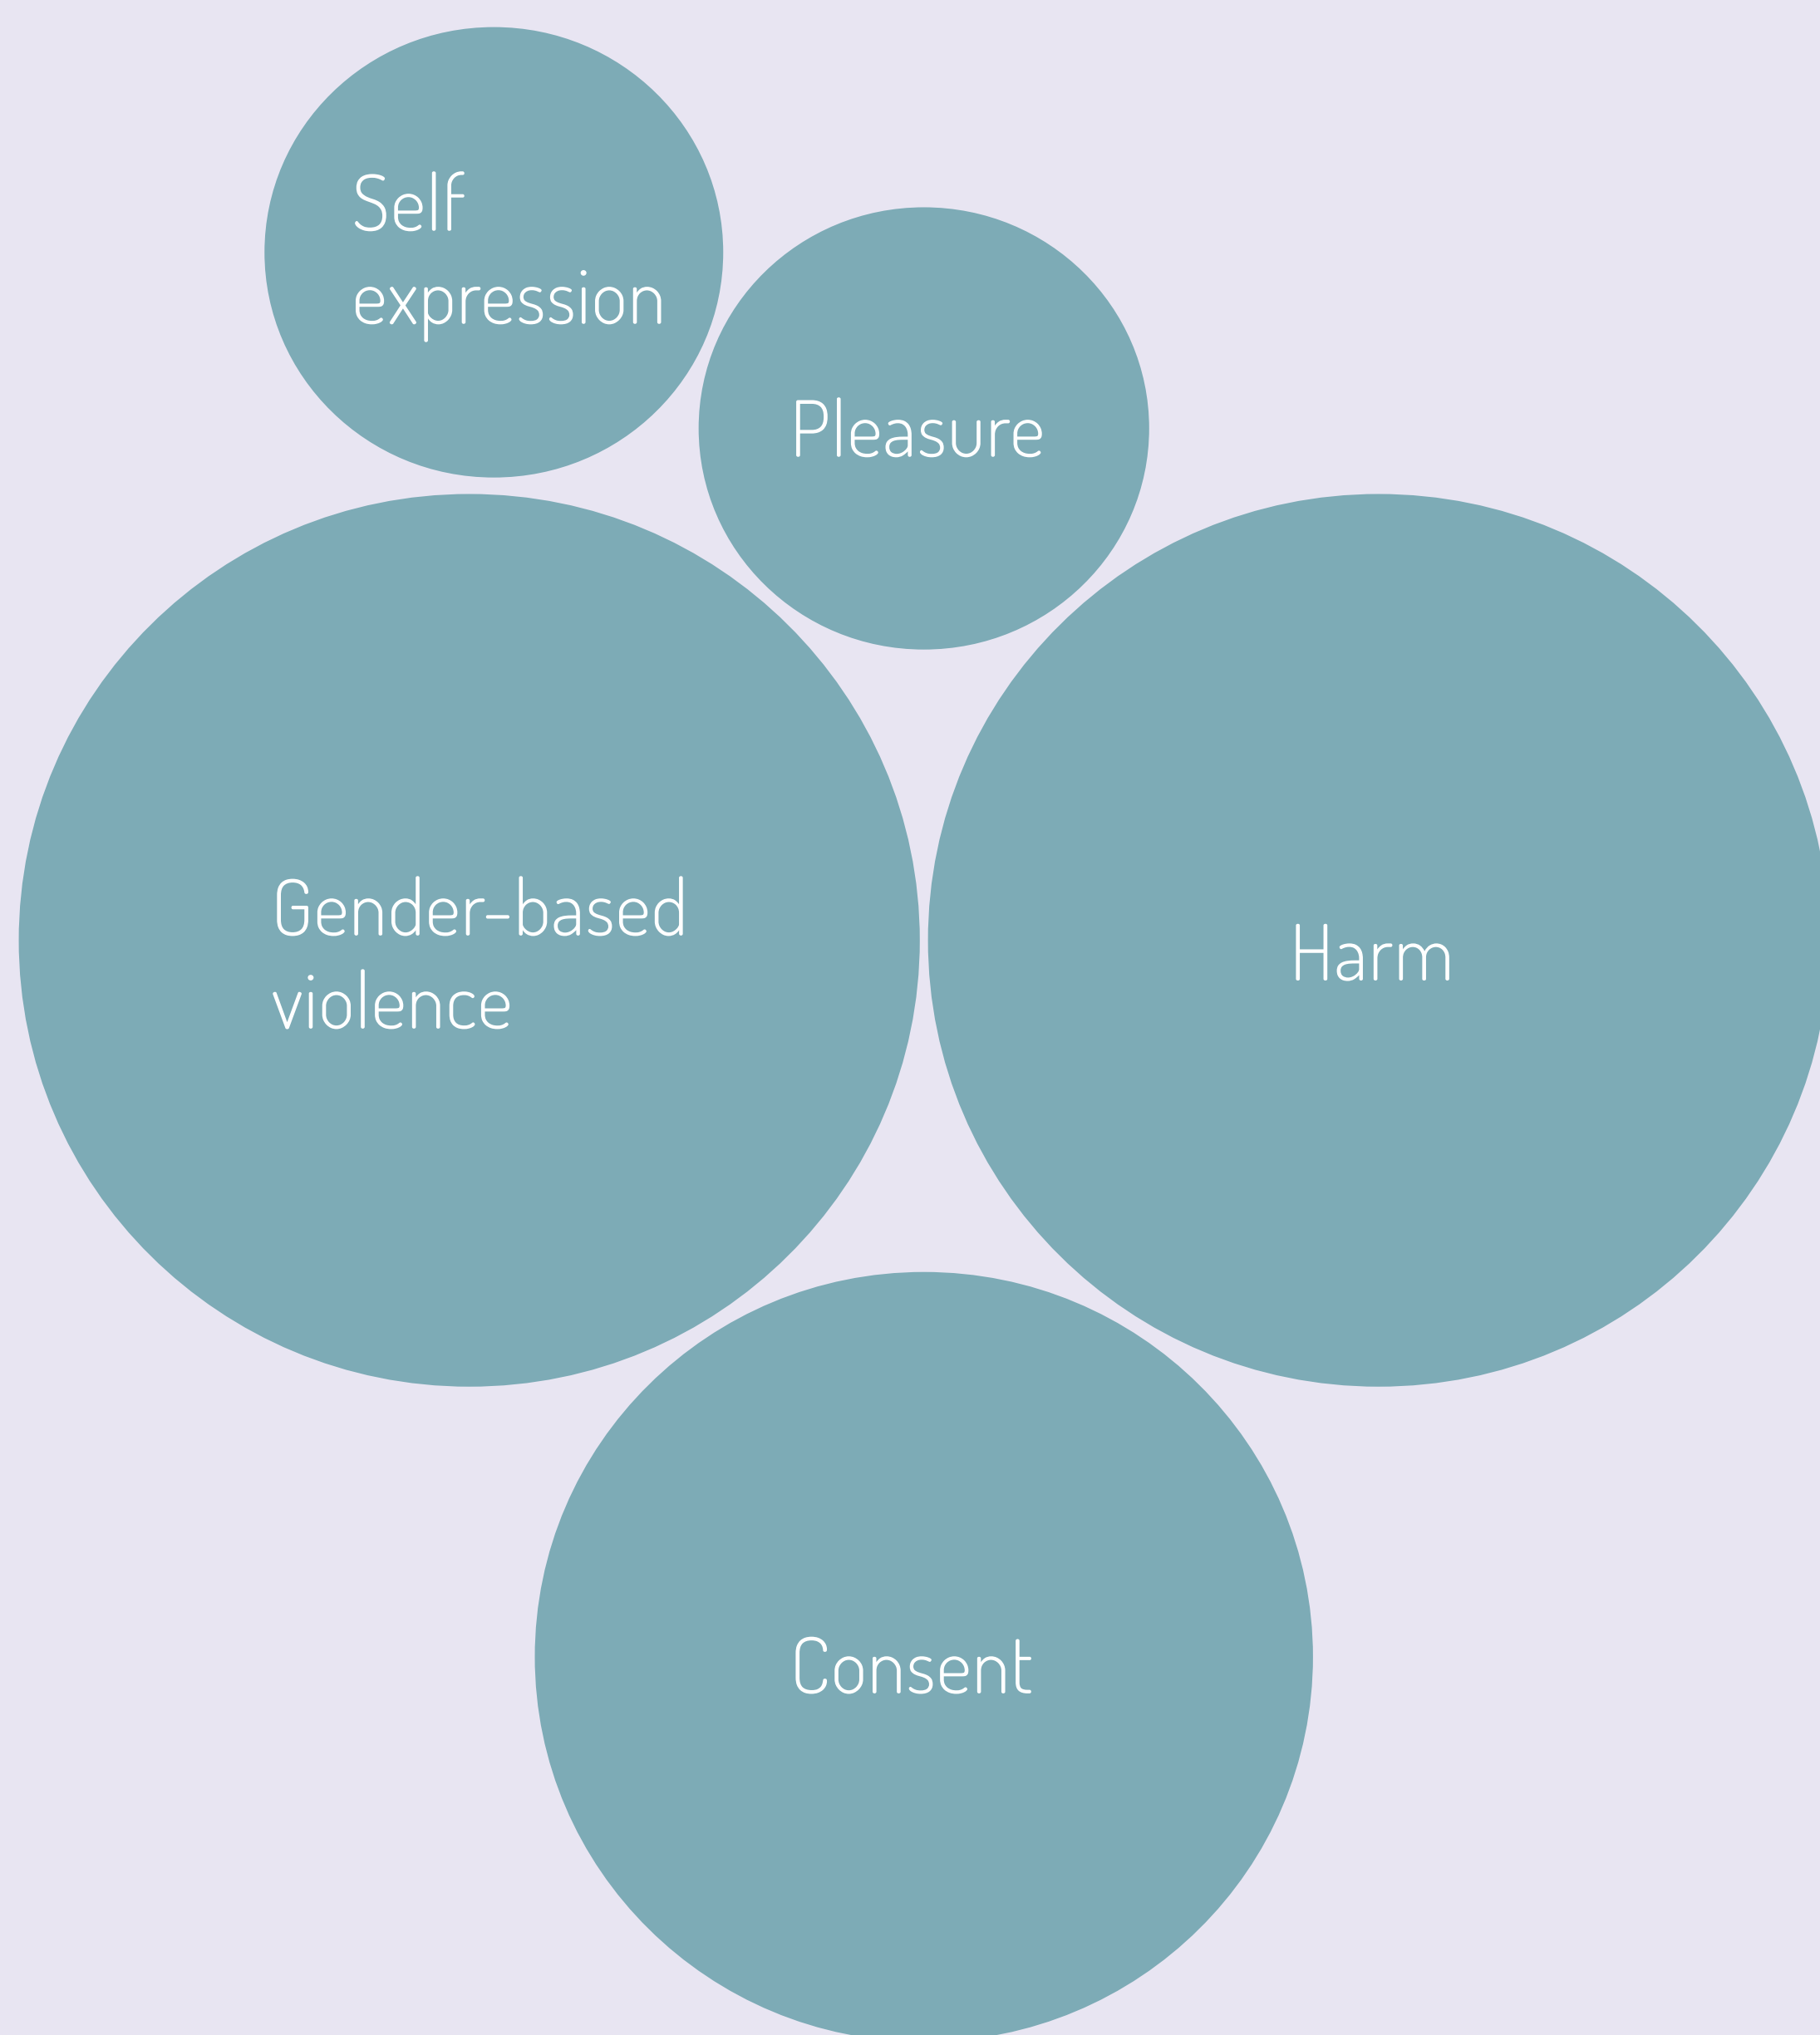 Self
expression
Pleasure
Gender-based
violence
Harm
Consent